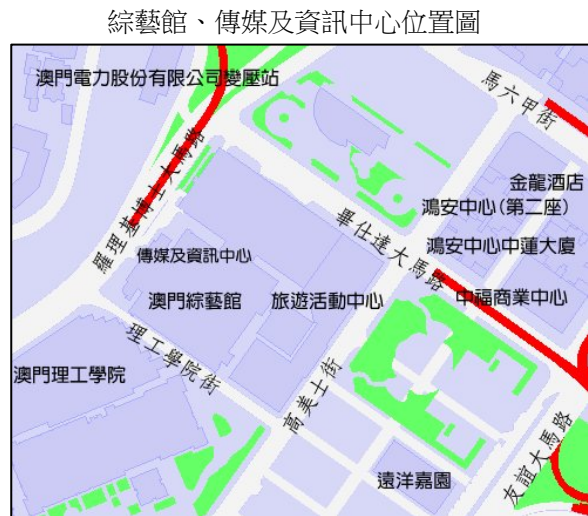 綜藝館、傳媒及資訊中心位置圖
澳門電力股份有限公司變壓站
馬六甲街
金龍酒店
鴻安中心(第二座)
羅理基博士大馬路
畢仕達大馬路
鴻安中心中蓮大廈
傳媒及資訊中心
澳門綜藝館
旅遊活動中心
中福商業中心
理工學院街
澳門理工學院
高美士街
友誼大馬路
遠洋嘉園